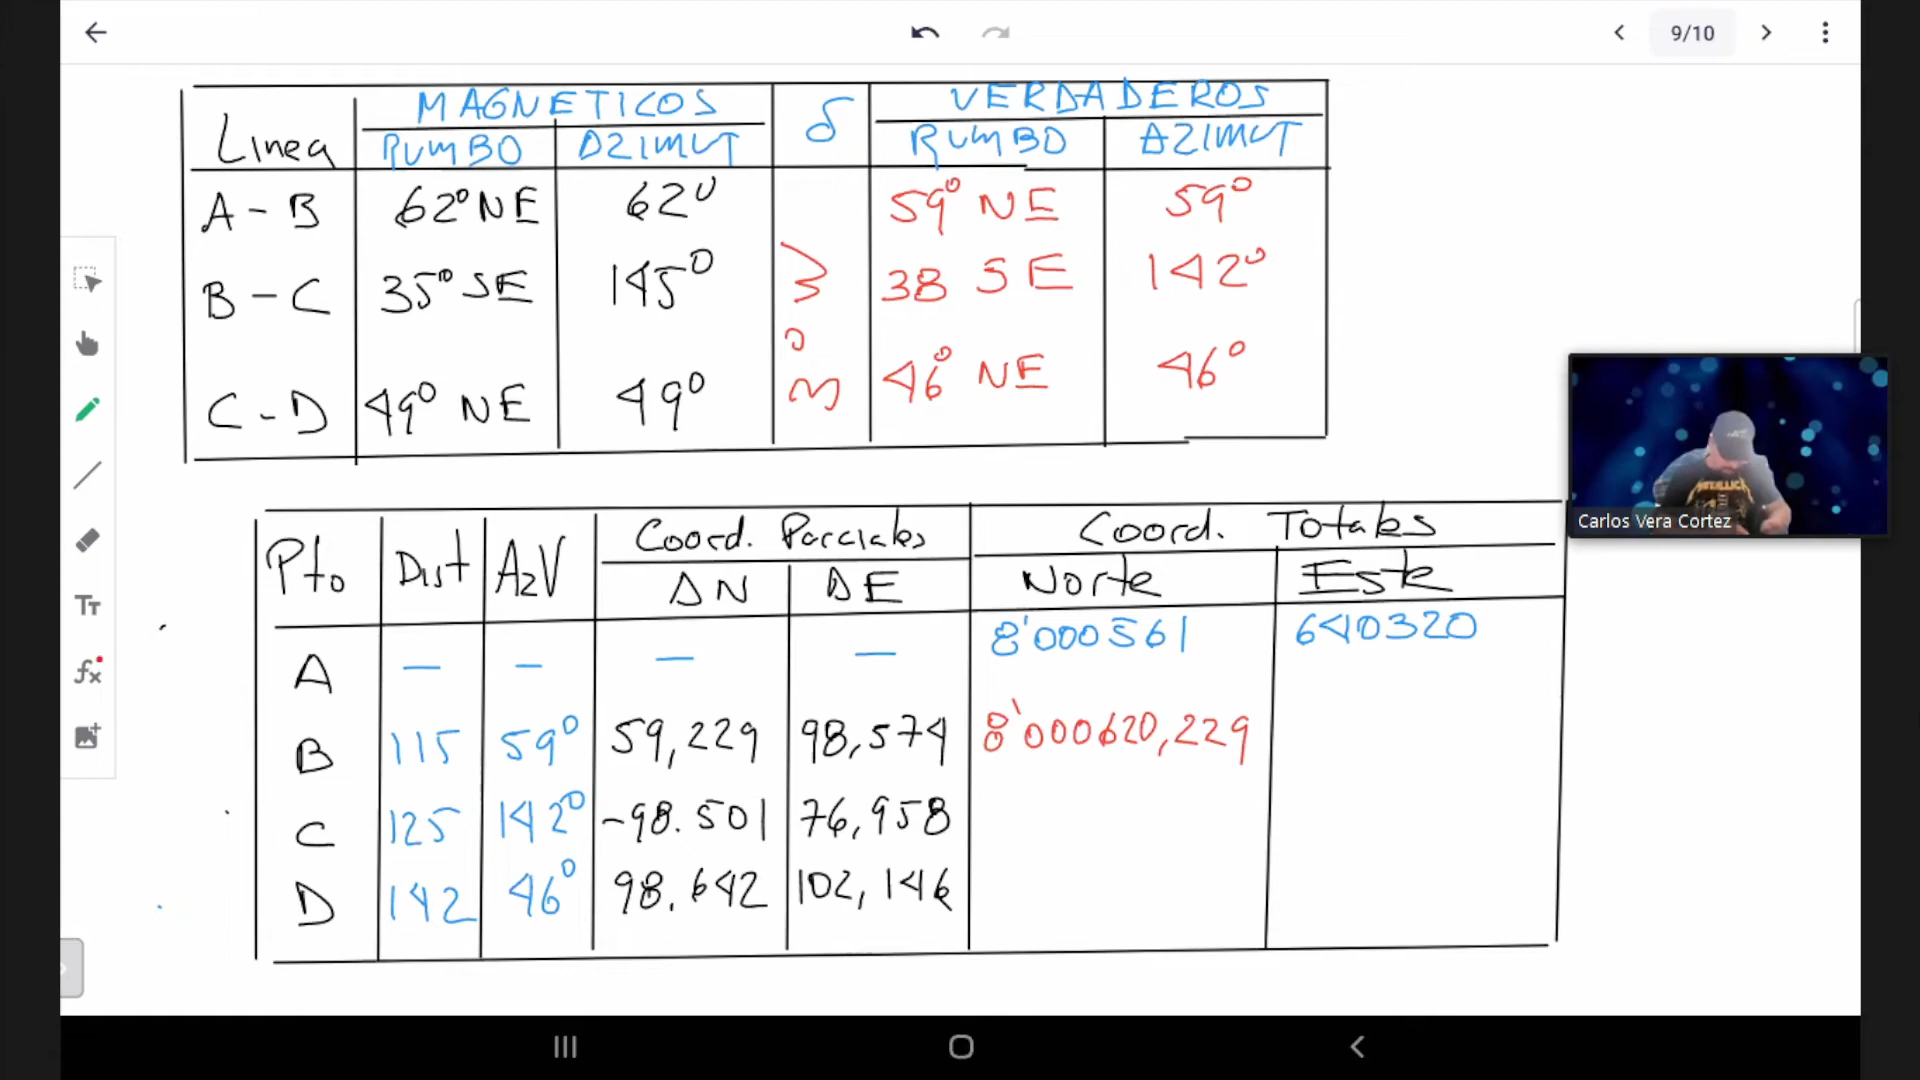 9/10
MAGNETICOS δ VERDADEROS
Linea RUMBO AZIMUT RUMBO AZIMUT
A - B 62° NE 62° 59° NE 59°
B - C 35° SE 145° 38 SE 142°
C - D 49° NE 49° 3° W 46° NE 46°
Carlos Vera Cortez
Pto Dist AzV Coord. Parciales Coord. Totales
ΔN ΔE Norte Este
A — — — — 8'000561 640320
B 115 59° 59,229 98,574 8'000620,229
C 125 142° -98.501 76,958
D 142 46° 98.642 102,146